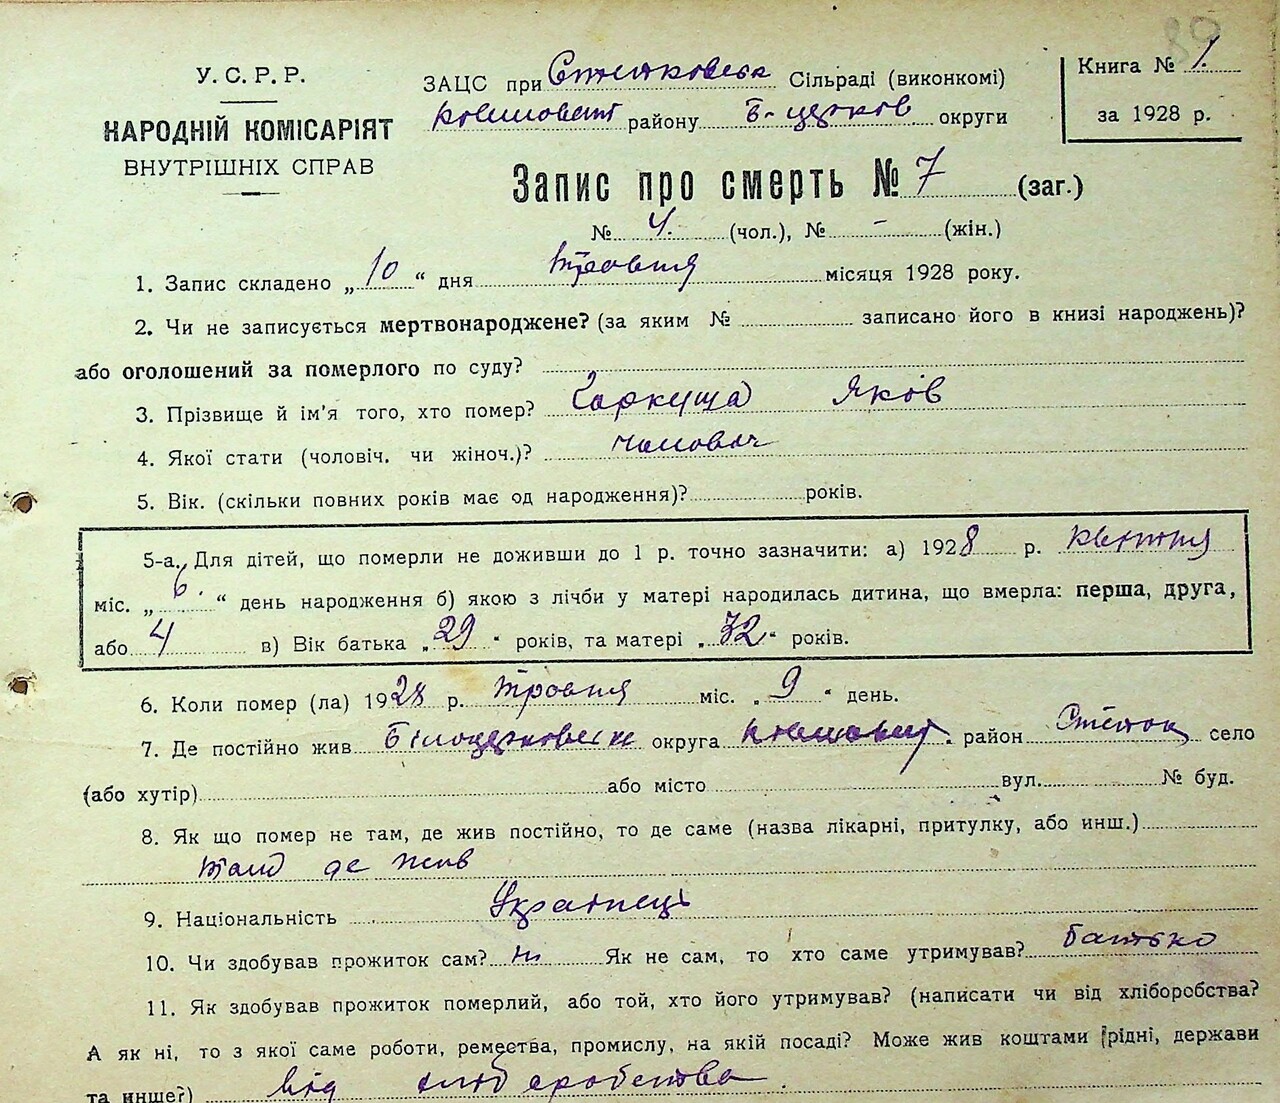 89
У. С. Р. Р.
НАРОДНІЙ КОМІСАРІЯТ
ВНУТРІШНІХ СПРАВ
ЗАЦС при Сільраді (виконкомі)
району Б-церков округи
Книга № 1
за 1928 р.
Запис про смерть № 7 (заг.)
№ 4. (чол.), № - (жін.)
1. Запис складено „10“ дня Травня місяця 1928 року.
2. Чи не записується мертвонароджене? (за яким № записано його в книзі народжень)?
або оголошений за померлого по суду?
3. Прізвище й ім'я того, хто помер? Гаркуша Яків
4. Якої стати (чоловіч. чи жіноч.)? чоловіч
5. Вік. (скільки повних років має од народження)? років.
5-а. Для дітей, що померли не доживши до 1 р. точно зазначити: а) 1928 р. квітня
міс. „6.“ день народження б) якою з лічби у матері народилась дитина, що вмерла: перша, друга,
або 4 в) Вік батька „29“ років, та матері „32“ років.
6. Коли помер (ла) 1928 р. травня міс. „9“ день.
7. Де постійно жив Білоцерковськ округа район село
(або хутір) або місто вул. № буд.
8. Як що помер не там, де жив постійно, то де саме (назва лікарні, притулку, або инш.)
там де жив
9. Національність Українець
10. Чи здобував прожиток сам? ні Як не сам, то хто саме утримував? батько
11. Як здобував прожиток померлий, або той, хто його утримував? (написати чи від хліборобства?
А як ні, то з якої саме роботи, ремества, промислу, на якій посаді? Може жив коштами рідні, держави
та инше?) від хліборобства.